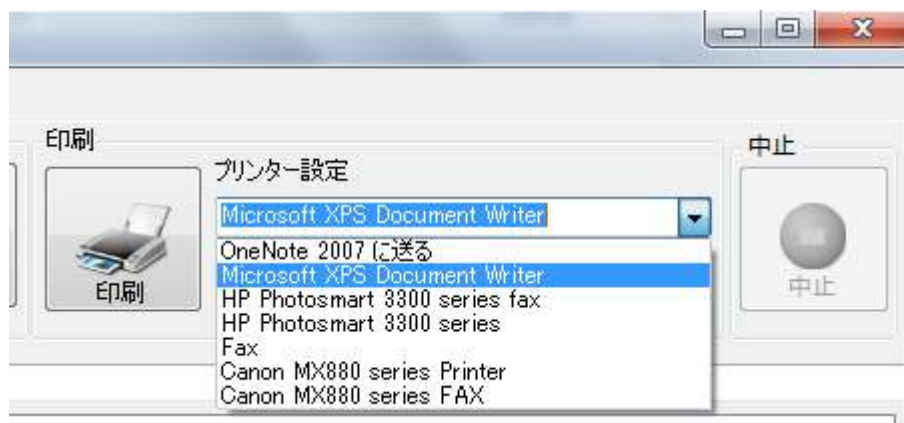 印刷
中止
プリンター設定
Microsoft XPS Document Writer
OneNote 2007 に送る
Microsoft XPS Document Writer
HP Photosmart 3300 series fax
HP Photosmart 3300 series
Fax
Canon MX880 series Printer
Canon MX880 series FAX
印刷
中止